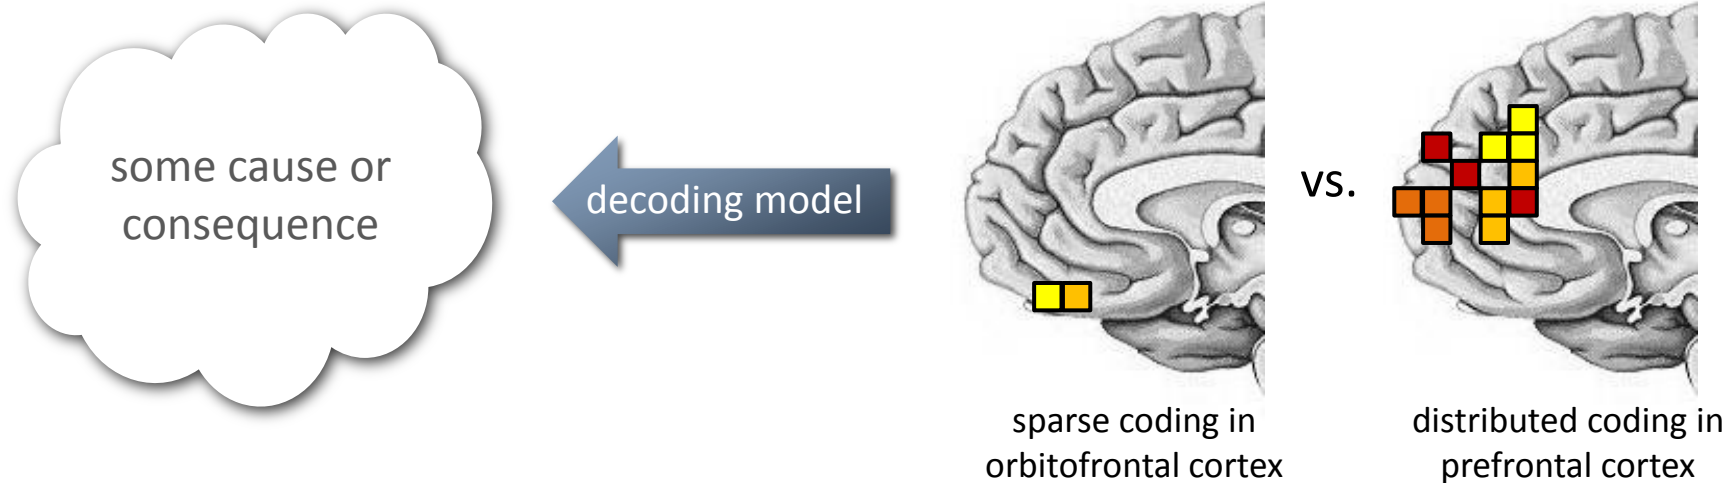 some cause or
consequence
decoding model
vs.
sparse coding in
orbitofrontal cortex
distributed coding in
prefrontal cortex